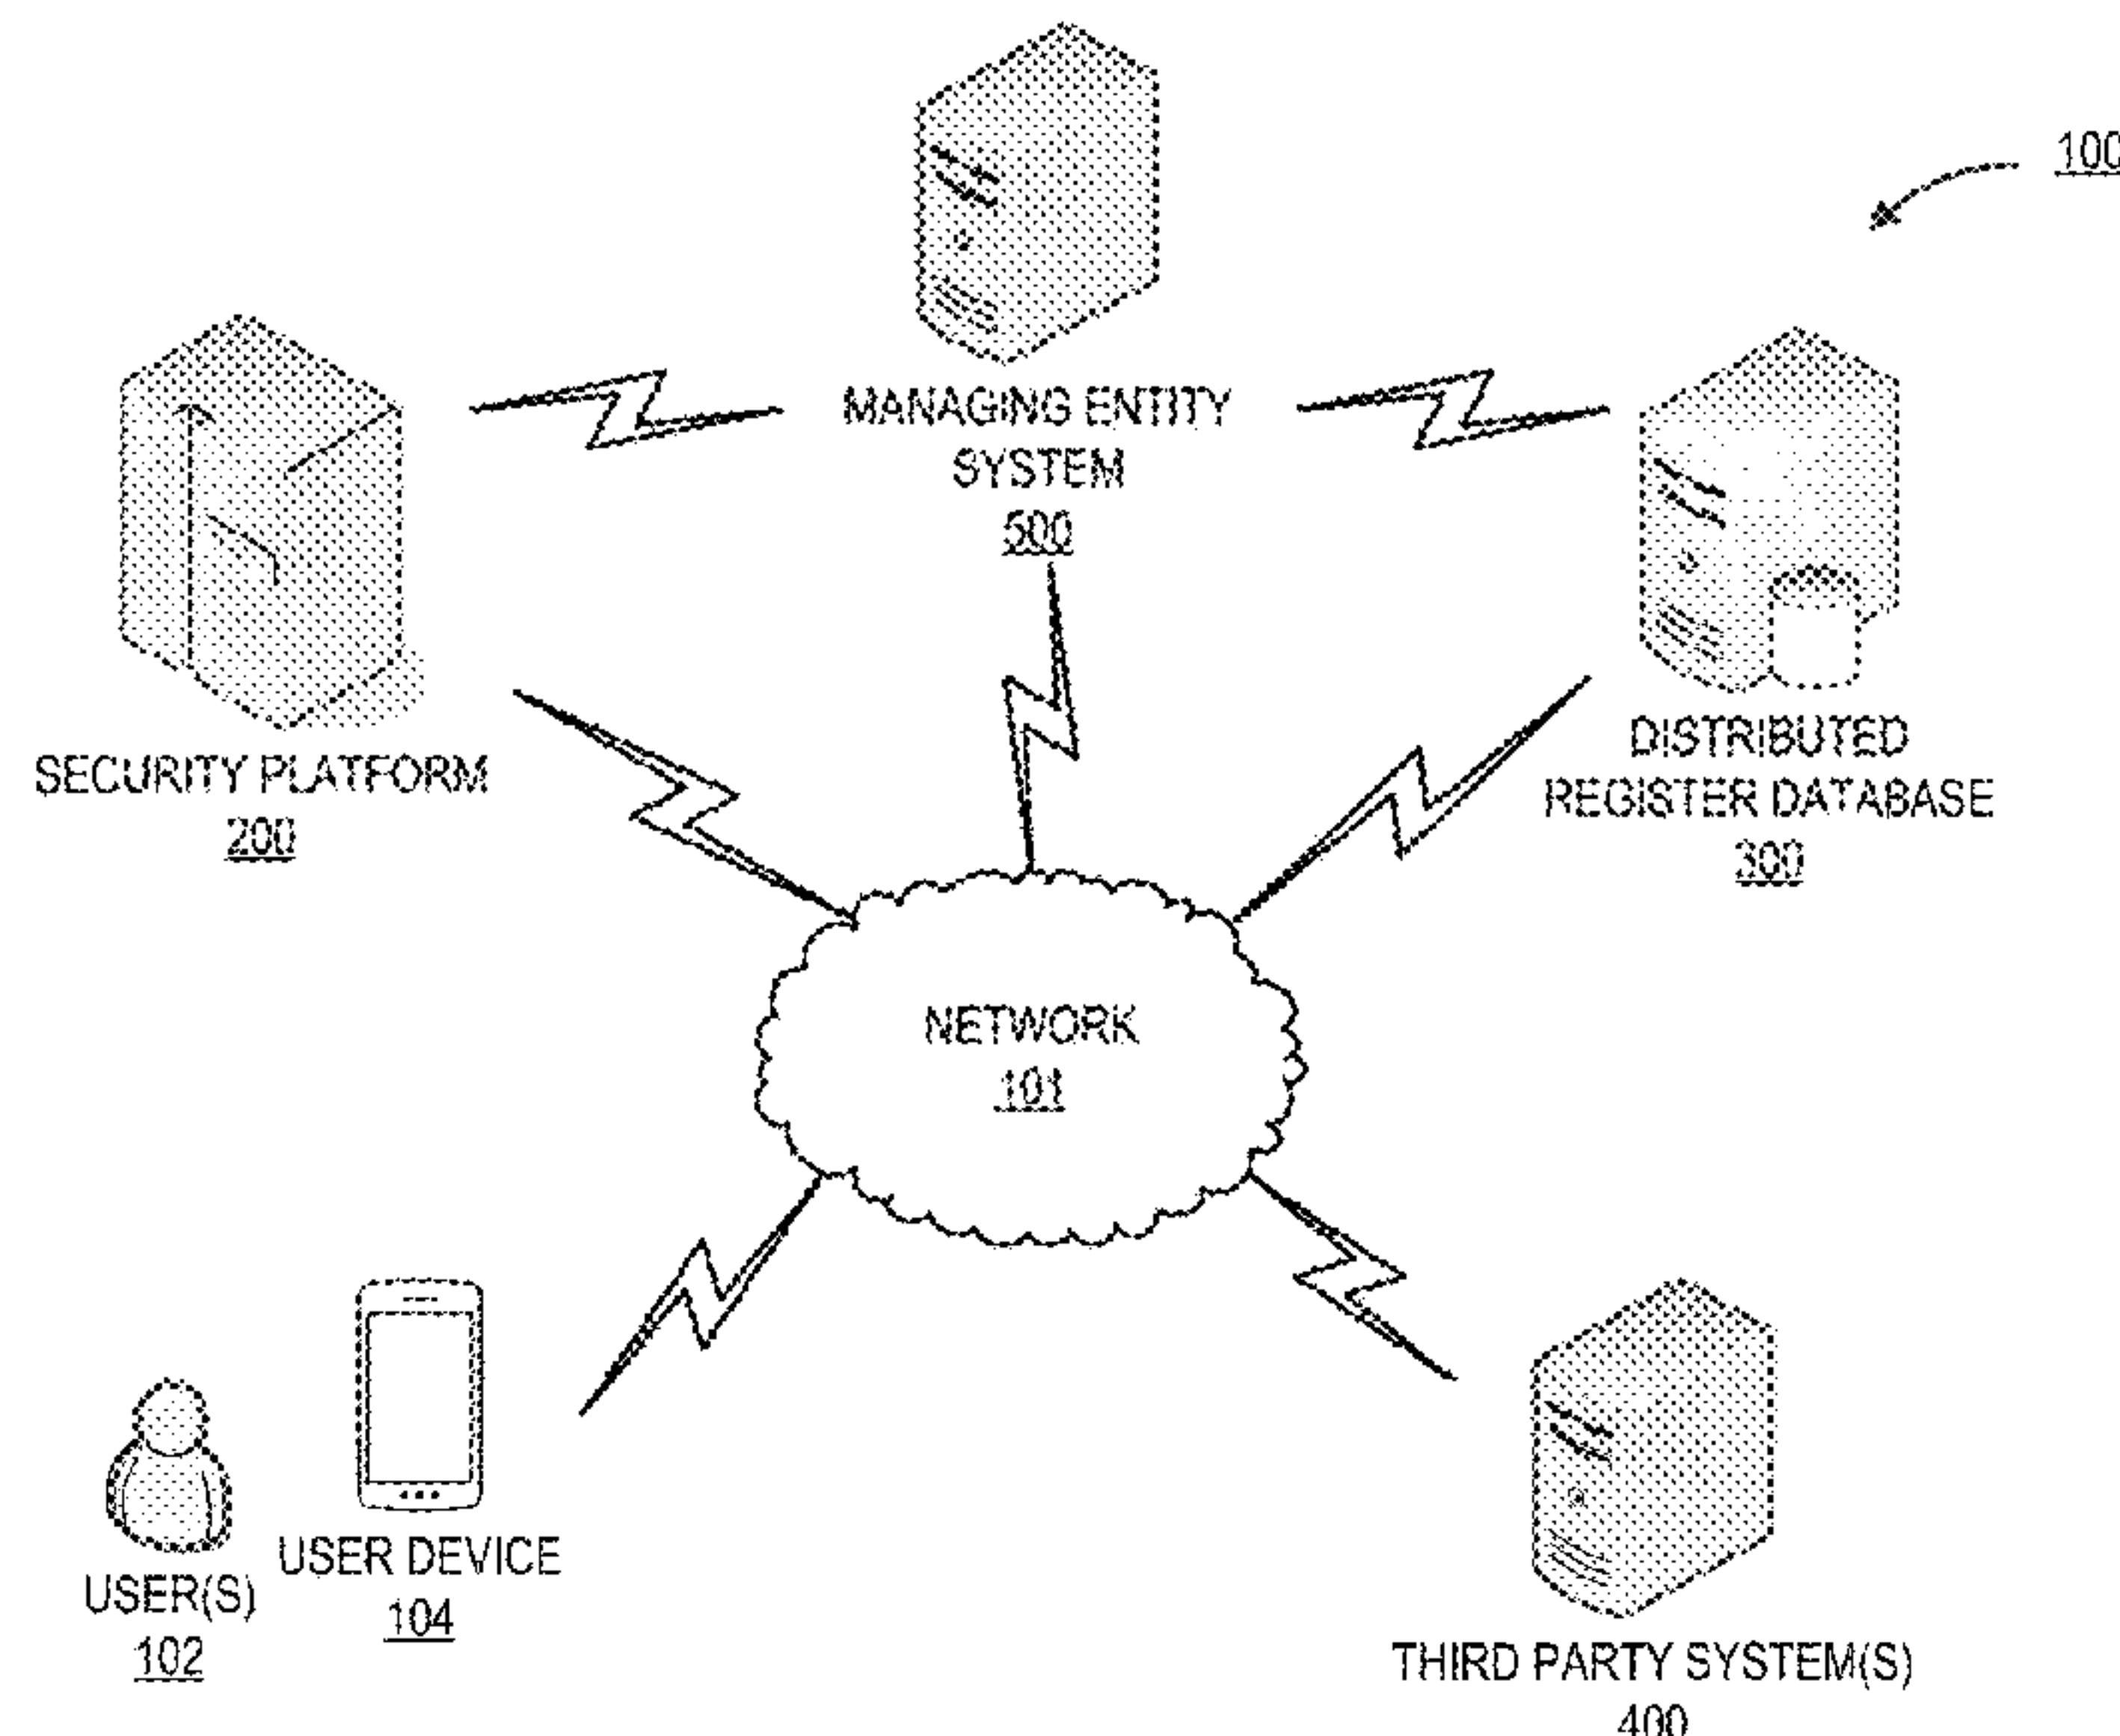 100
MANAGING ENTITY
SYSTEM
500
SECURITY PLATFORM
200
DISTRIBUTED
REGISTER DATABASE
300
NETWORK
101
USER DEVICE
104
USER(S)
102
THIRD PARTY SYSTEM(S)
400